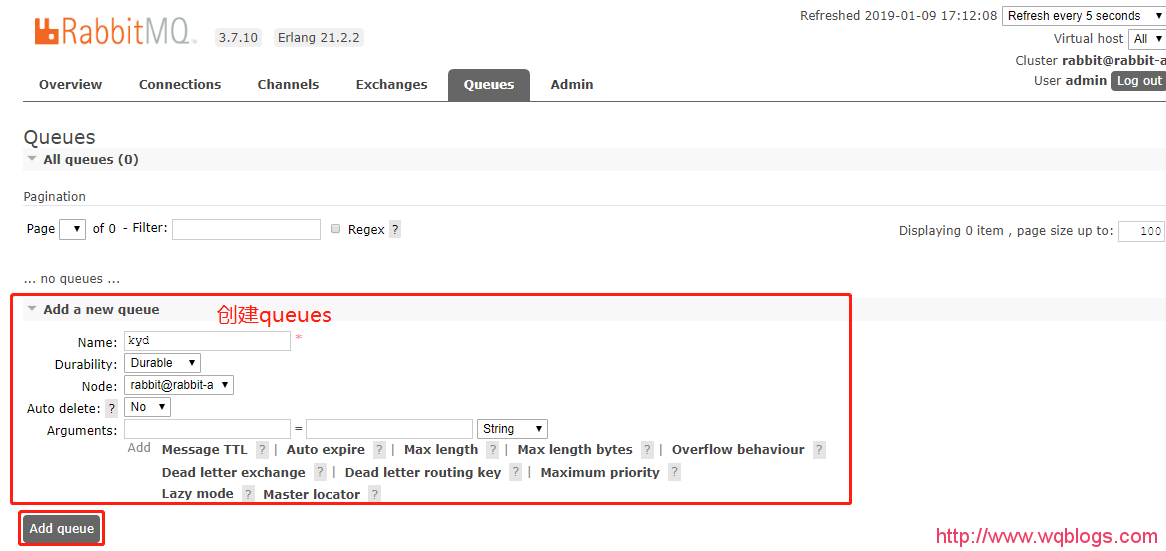 RabbitMQ™ 3.7.10 Erlang 21.2.2
Refreshed 2019-01-09 17:12:08 Refresh every 5 seconds
Virtual host All
Cluster rabbit@rabbit-a
User admin Log out
Overview Connections Channels Exchanges Queues Admin
Queues
All queues (0)
Pagination
Page of 0 - Filter: Regex ? Displaying 0 item , page size up to: 100
... no queues ...
Add a new queue 创建queues
Name: kyd *
Durability: Durable
Node: rabbit@rabbit-a
Auto delete: ? No
Arguments: = String
Add Message TTL ? | Auto expire ? | Max length ? | Max length bytes ? | Overflow behaviour ?
Dead letter exchange ? | Dead letter routing key ? | Maximum priority ?
Lazy mode ? Master locator ?
Add queue
http://www.wqblogs.com